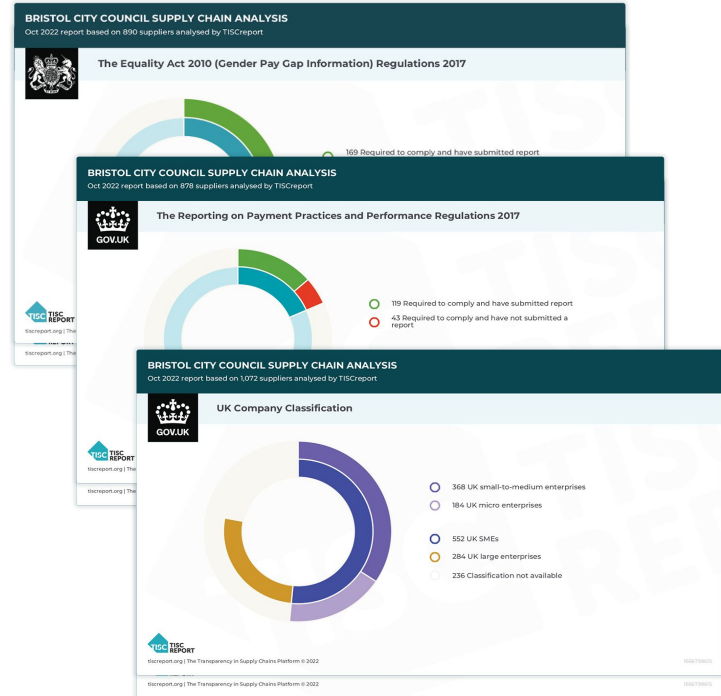 BRISTOL CITY COUNCIL SUPPLY CHAIN ANALYSIS
Oct 2022 report based on 890 suppliers analysed by TISCreport
The Equality Act 2010 (Gender Pay Gap Information) Regulations 2017
169 Required to comply and have submitted report
TISC TISC
REPORT
tiscreport.org | The
tiscreport.org | The
BRISTOL CITY COUNCIL SUPPLY CHAIN ANALYSIS
Oct 2022 report based on 878 suppliers analysed by TISCreport
GOV.UK
The Reporting on Payment Practices and Performance Regulations 2017
119 Required to comply and have submitted report
43 Required to comply and have not submitted a
report
TISC TISC
REPORT
tiscreport.org | The
tiscreport.org | The
BRISTOL CITY COUNCIL SUPPLY CHAIN ANALYSIS
Oct 2022 report based on 1,072 suppliers analysed by TISCreport
GOV.UK
UK Company Classification
368 UK small-to-medium enterprises
184 UK micro enterprises
552 UK SMEs
284 UK large enterprises
236 Classification not available
TISC TISC
REPORT
tiscreport.org | The Transparency in Supply Chains Platform © 2022
tiscreport.org | The Transparency in Supply Chains Platform © 2022